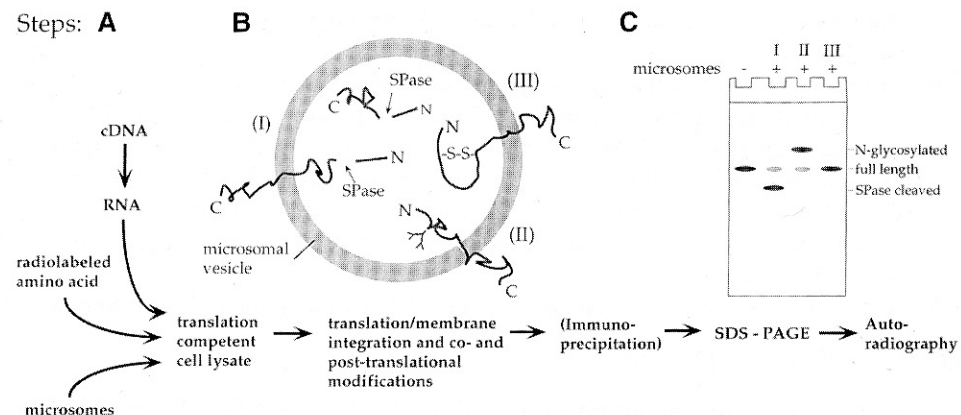 Steps: A B C
I II III
microsomes - + + +
SPase
(III)
C
N
(I)
N
cDNA
-S-S-
C
N-glycosylated
N
full length
SPase
SPase cleaved
RNA
C
N
(II)
microsomal
vesicle
C
radiolabeled
amino acid
translation
competent
cell lysate
translation/membrane
integration and co- and
post-translational
modifications
(Immuno-
precipitation)
SDS - PAGE
Auto-
radiography
microsomes